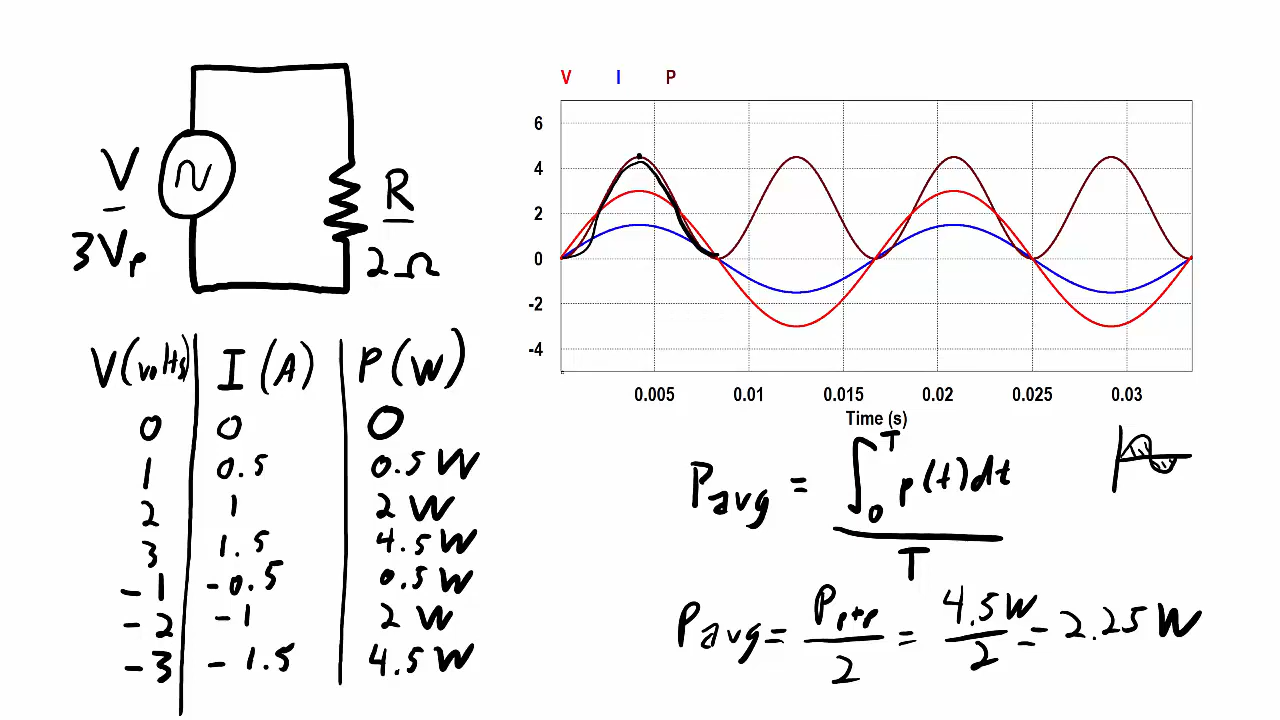 V
3Vₚ
R
2Ω
V(volts) I(A) P(W)
0 0 0
1 0.5 0.5W
2 1 2W
3 1.5 4.5W
-1 -0.5 0.5W
-2 -1 2W
-3 -1.5 4.5W
V I P
6
4
2
0
-2
-4
0.005 0.01 0.015 0.02 0.025 0.03
Time (s)
Pavg = ∫₀ᵀ p(t)dt
T
Pavg = Pptp / 2 = 4.5W / 2 = - 2.25W